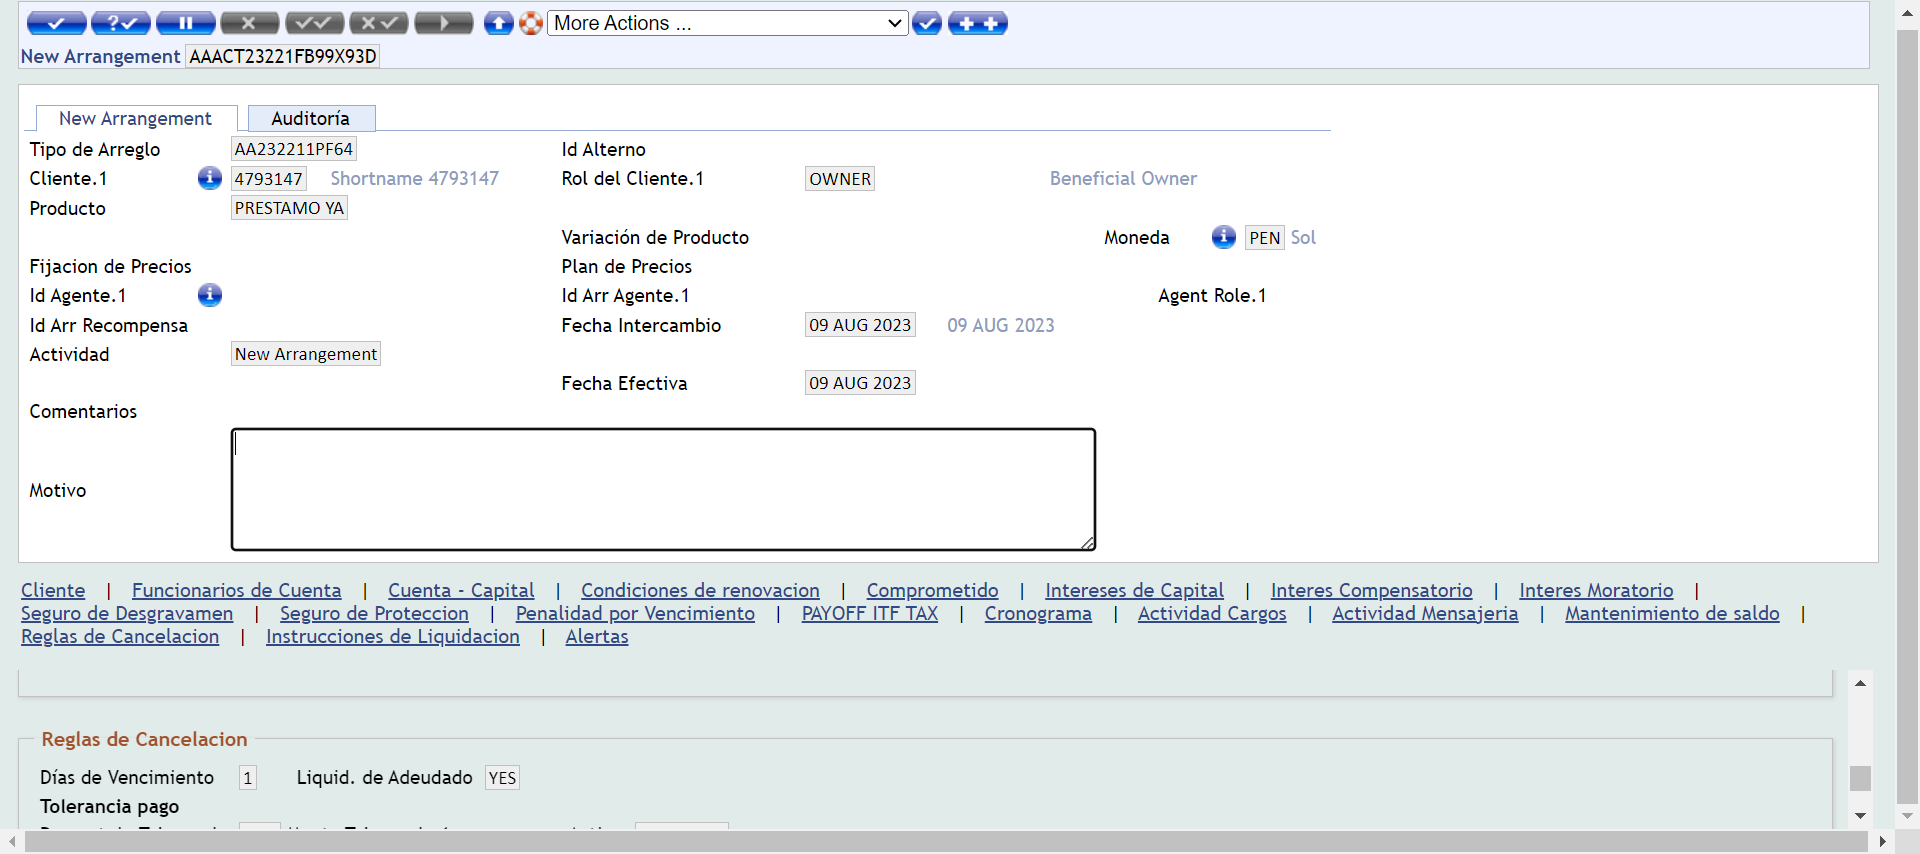 More Actions ...
New Arrangement AAACT23221FB99X93D
New Arrangement Auditoría
Tipo de Arreglo AA232211PF64 Id Alterno
Cliente.1 4793147 Shortname 4793147 Rol del Cliente.1 OWNER Beneficial Owner
Producto PRESTAMO YA
Variación de Producto Moneda PEN Sol
Fijacion de Precios Plan de Precios
Id Agente.1 Id Arr Agente.1 Agent Role.1
Id Arr Recompensa Fecha Intercambio 09 AUG 2023 09 AUG 2023
Actividad New Arrangement
Fecha Efectiva 09 AUG 2023
Comentarios
Motivo
Cliente | Funcionarios de Cuenta | Cuenta - Capital | Condiciones de renovacion | Comprometido | Intereses de Capital | Interes Compensatorio | Interes Moratorio |
Seguro de Desgravamen | Seguro de Proteccion | Penalidad por Vencimiento | PAYOFF ITF TAX | Cronograma | Actividad Cargos | Actividad Mensajeria | Mantenimiento de saldo |
Reglas de Cancelacion | Instrucciones de Liquidacion | Alertas
Reglas de Cancelacion
Días de Vencimiento 1 Liquid. de Adeudado YES
Tolerancia pago